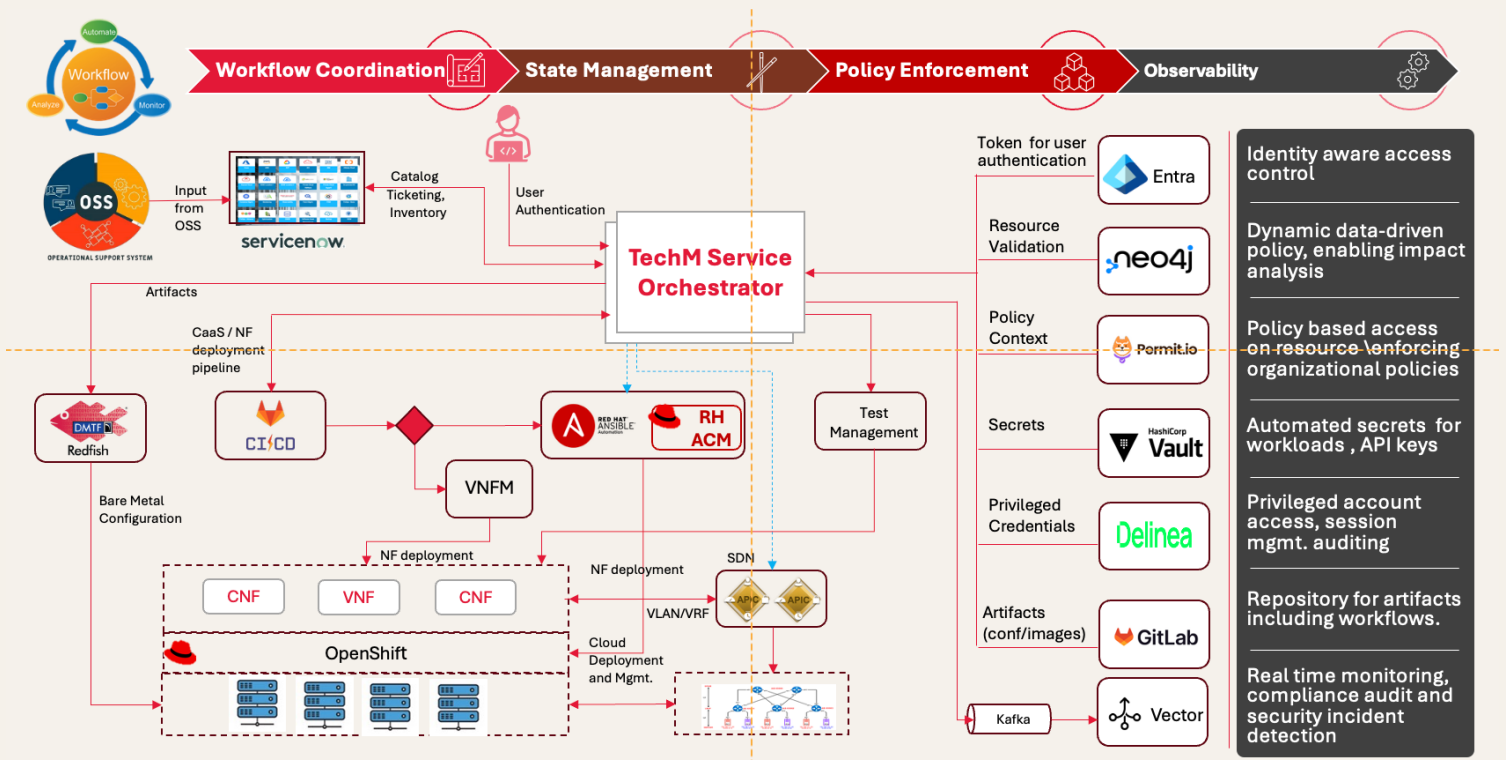 Automate
Workflow
Analyze
Monitor
Workflow Coordination
State Management
Policy Enforcement
Observability
OSS
OPERATIONAL SUPPORT SYSTEM
Input
from
OSS
servicenow
Catalog
Ticketing,
Inventory
User
Authentication
TechM Service
Orchestrator
Artifacts
CaaS / NF
deployment
pipeline
DMTF
Redfish
CI/CD
RED HAT
ANSIBLE
Automation
RH
ACM
Test
Management
VNFM
Bare Metal
Configuration
NF deployment
CNF
VNF
CNF
OpenShift
NF deployment
VLAN/VRF
SDN
APIC
APIC
Cloud
Deployment
and Mgmt.
Token for user
authentication
Entra
Resource
Validation
neo4j
Policy
Context
Permit.io
Secrets
HashiCorp
Vault
Privileged
Credentials
Delinea
Artifacts
(conf/images)
GitLab
Kafka
Vector
Identity aware access
control
Dynamic data-driven
policy, enabling impact
analysis
Policy based access
on resource \enforcing
organizational policies
Automated secrets for
workloads , API keys
Privileged account
access, session
mgmt. auditing
Repository for artifacts
including workflows.
Real time monitoring,
compliance audit and
security incident
detection